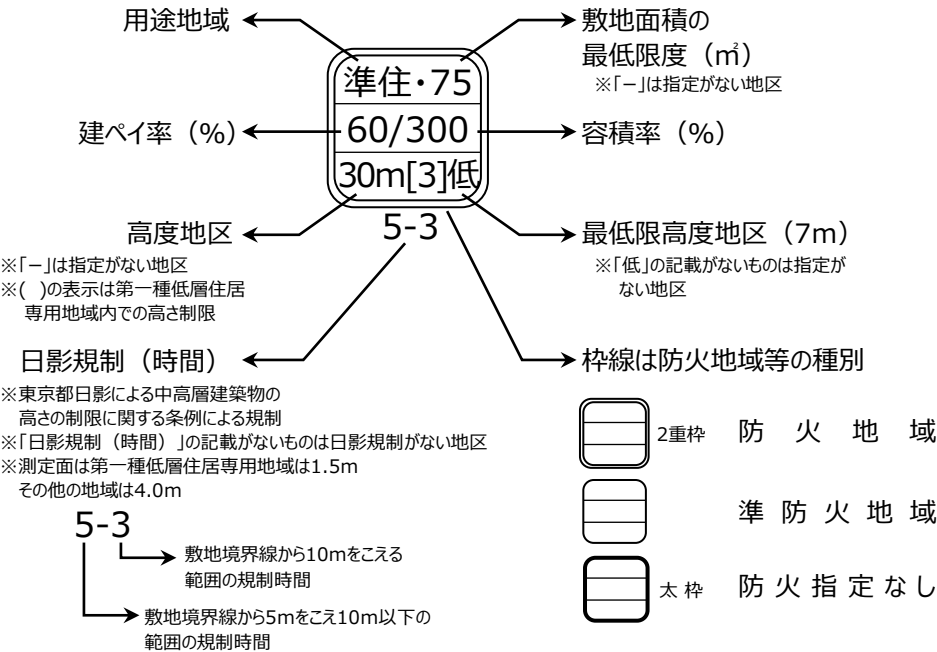 用途地域
敷地面積の
最低限度（㎡）
※「－」は指定がない地区
準住・75
建ペイ率（%）
60/300
容積率（%）
30m[3]低
5-3
高度地区
※「－」は指定がない地区
※( )の表示は第一種低層住居
専用地域内での高さ制限
最低限高度地区（7m）
※「低」の記載がないものは指定が
ない地区
日影規制（時間）
※東京都日影による中高層建築物の
高さの制限に関する条例による規制
※「日影規制（時間）」の記載がないものは日影規制がない地区
※測定面は第一種低層住居専用地域は1.5m
その他の地域は4.0m
5-3
敷地境界線から10mをこえる
範囲の規制時間
敷地境界線から5mをこえ10m以下の
範囲の規制時間
枠線は防火地域等の種別
2重枠 防火地域
準防火地域
太枠 防火指定なし